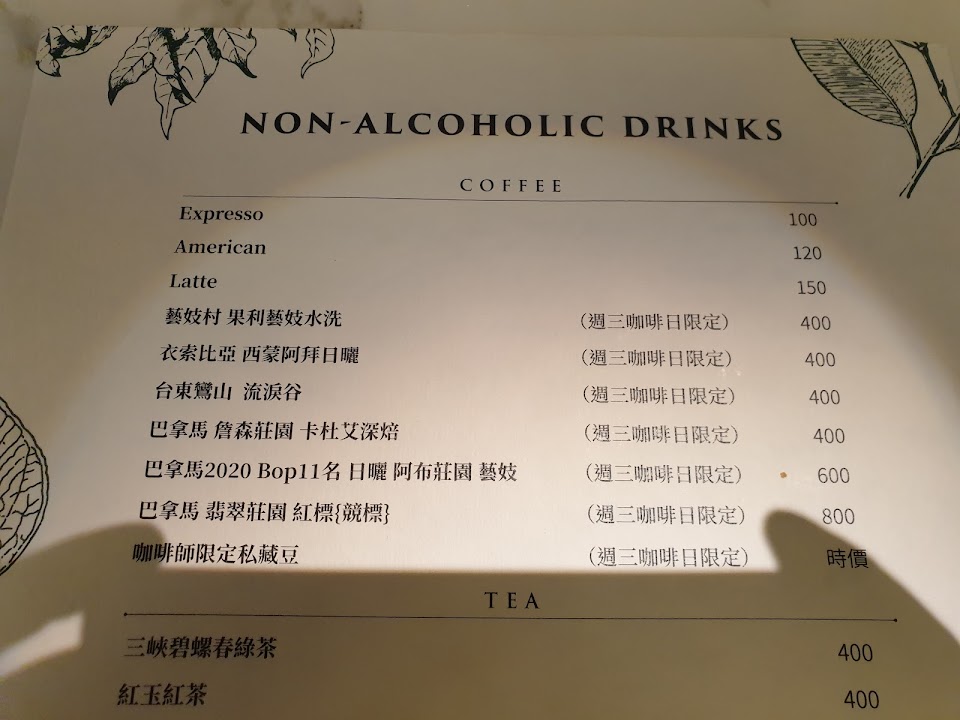 NON-ALCOHOLIC DRINKS
COFFEE
Expresso 100
American 120
Latte 150
藝妓村 果利藝妓水洗 (週三咖啡日限定) 400
衣索比亞 西蒙阿拜日曬 (週三咖啡日限定) 400
台東鸞山 流淚谷 (週三咖啡日限定) 400
巴拿馬 詹森莊園 卡杜艾深焙 (週三咖啡日限定) 400
巴拿馬2020 Bop11名 日曬 阿布莊園 藝妓 (週三咖啡日限定) 600
巴拿馬 翡翠莊園 紅標{競標} (週三咖啡日限定) 800
咖啡師限定私藏豆 (週三咖啡日限定) 時價
TEA
三峽碧螺春綠茶 400
紅玉紅茶 400